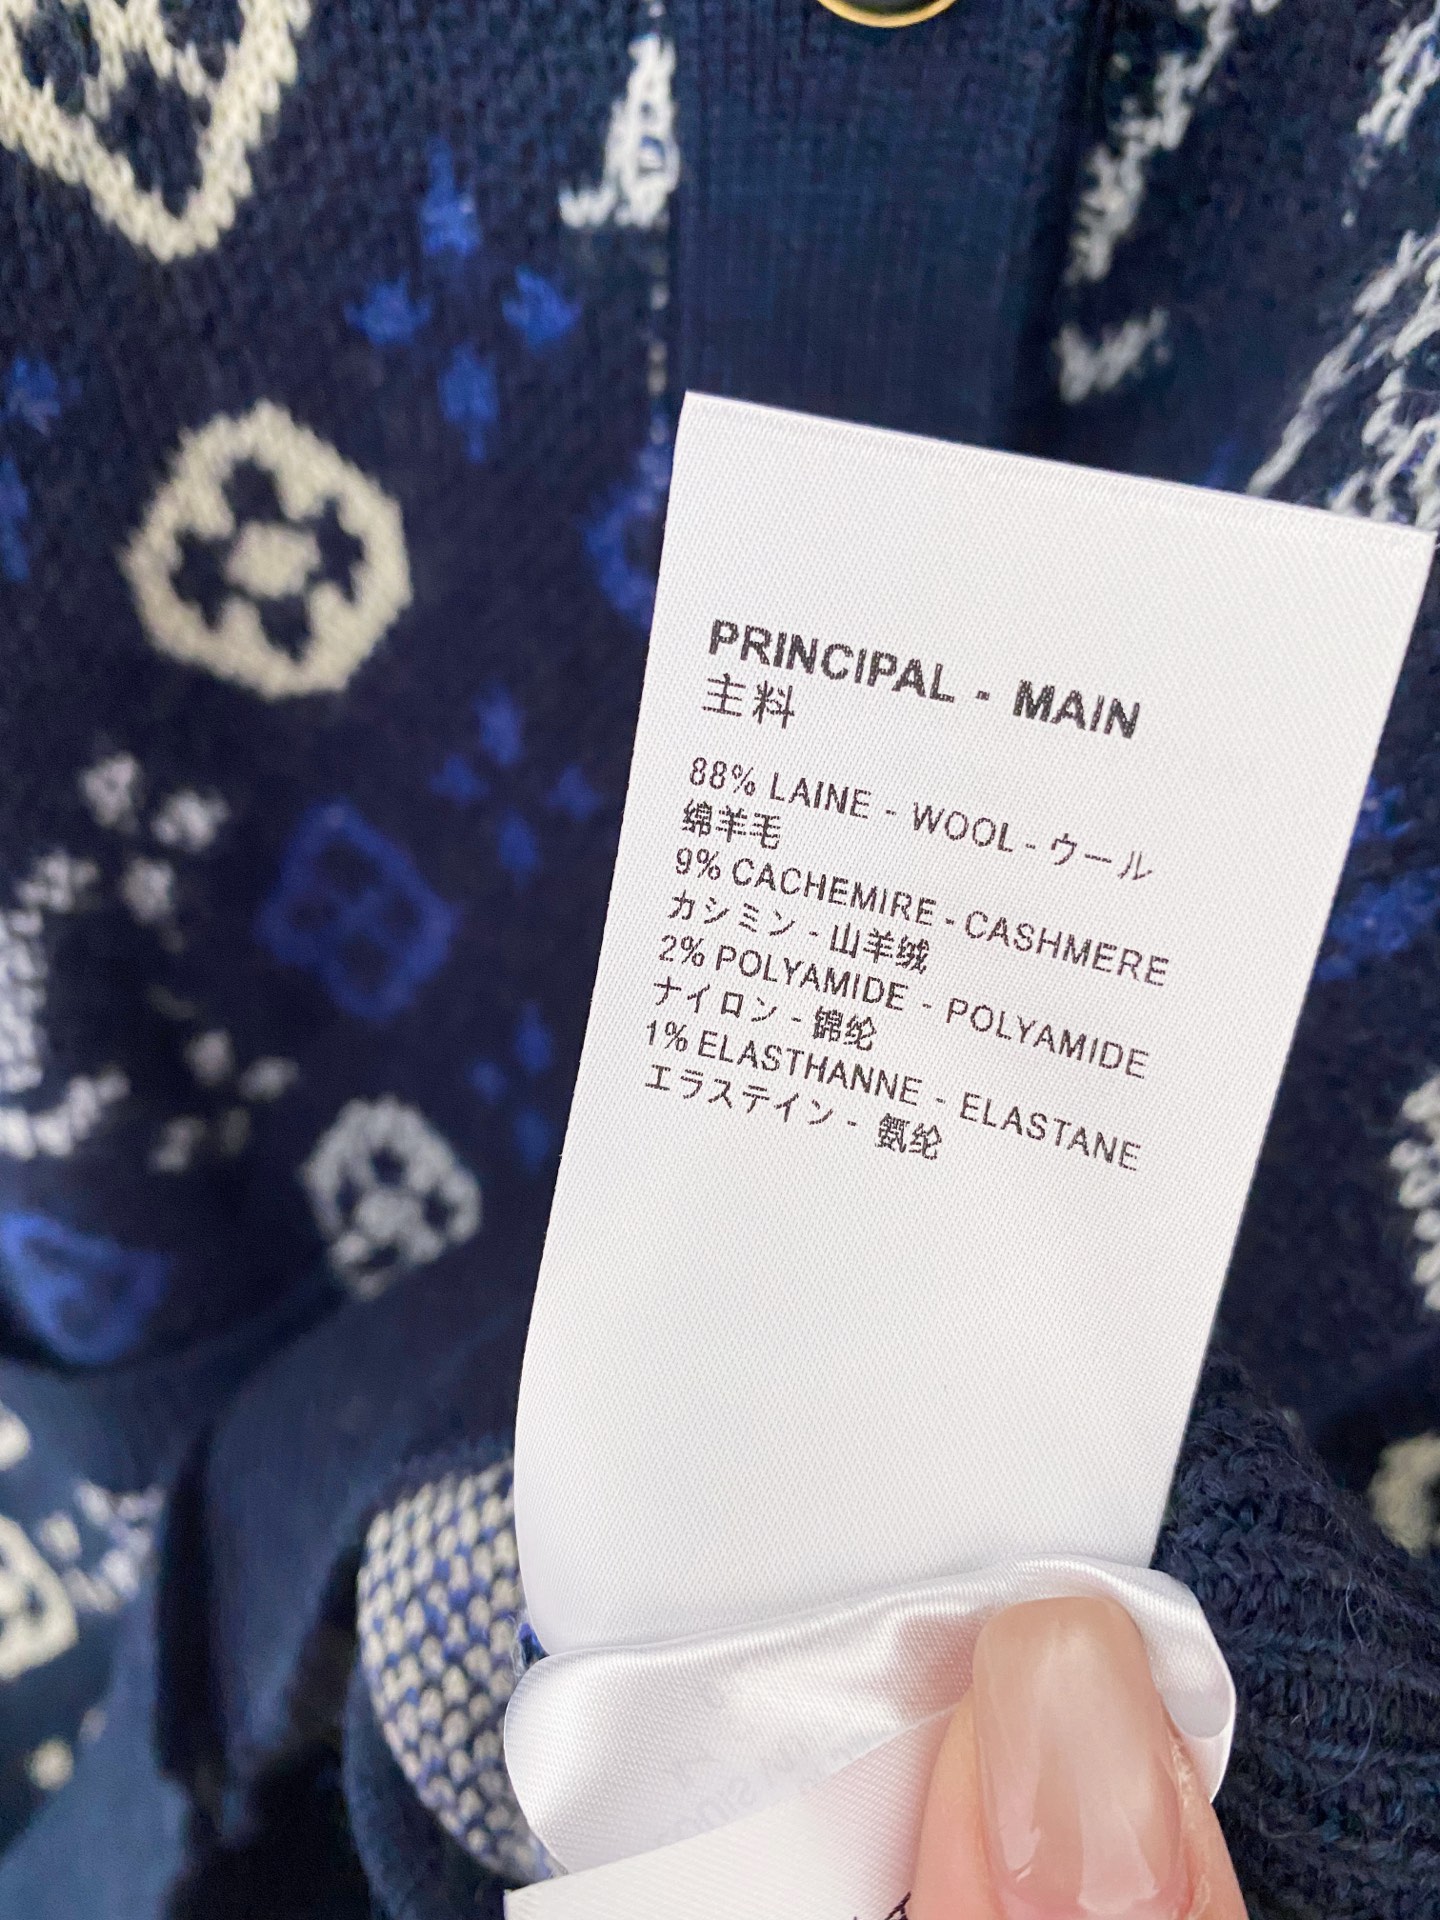 PRINCIPAL - MAIN
主料
88% LAINE - WOOL - ウール
绵羊毛
9% CACHEMIRE - CASHMERE
カシミン - 山羊绒
2% POLYAMIDE - POLYAMIDE
ナイロン - 锦纶
1% ELASTHANNE - ELASTANE
エラステイン - 氨纶